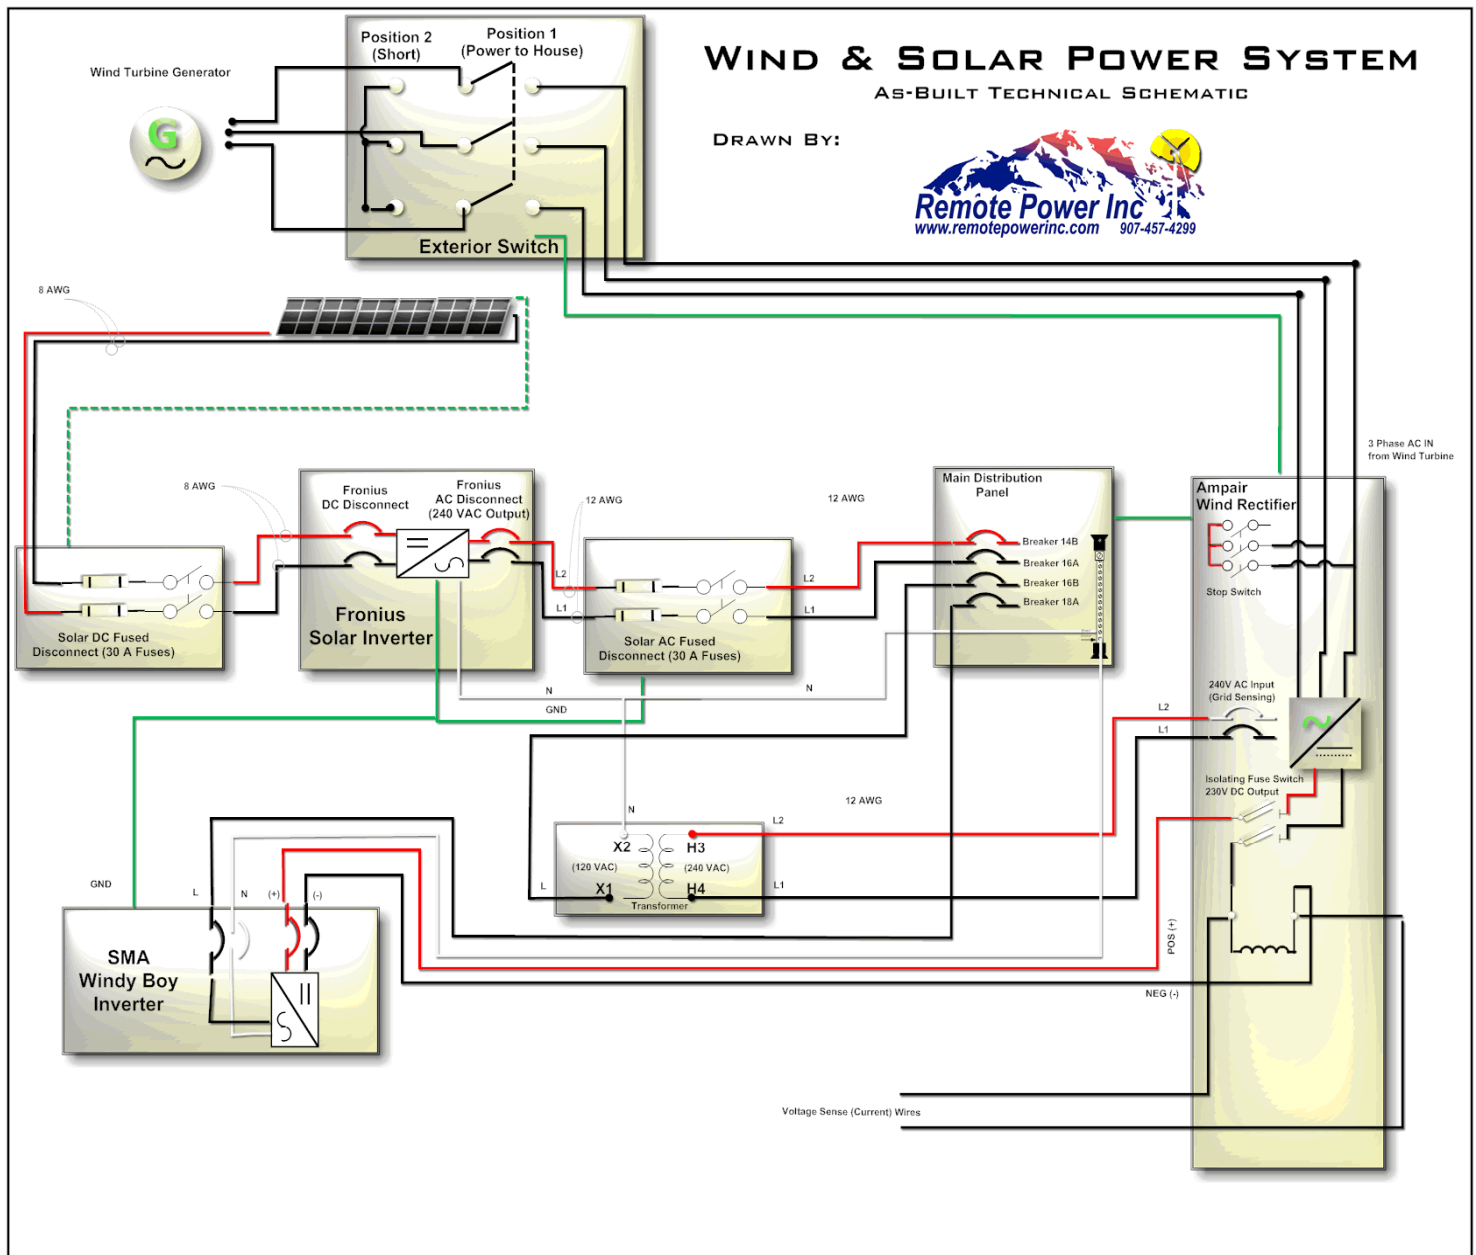 WIND & SOLAR POWER SYSTEM
AS-BUILT TECHNICAL SCHEMATIC
DRAWN BY:
Remote Power Inc
www.remotepowerinc.com 907-457-4299
Position 2
(Short)
Position 1
(Power to House)
Wind Turbine Generator
G
Exterior Switch
8 AWG
3 Phase AC IN
from Wind Turbine
8 AWG
Fronius
DC Disconnect
Fronius
AC Disconnect
(240 VAC Output)
12 AWG
12 AWG
Main Distribution
Panel
Ampair
Wind Rectifier
Breaker 14B
Breaker 16A
Breaker 16B
Breaker 18A
Stop Switch
L2
L1
L2
L1
Fronius
Solar Inverter
Solar DC Fused
Disconnect (30 A Fuses)
Solar AC Fused
Disconnect (30 A Fuses)
N
GND
N
240V AC Input
(Grid Sensing)
L2
L1
Isolating Fuse Switch
230V DC Output
12 AWG
N
L2
X2
H3
(120 VAC)
(240 VAC)
X1
H4
Transformer
L
L1
GND
L
N
(+)
(-)
SMA
Windy Boy
Inverter
POS (+)
NEG (-)
Voltage Sense (Current) Wires